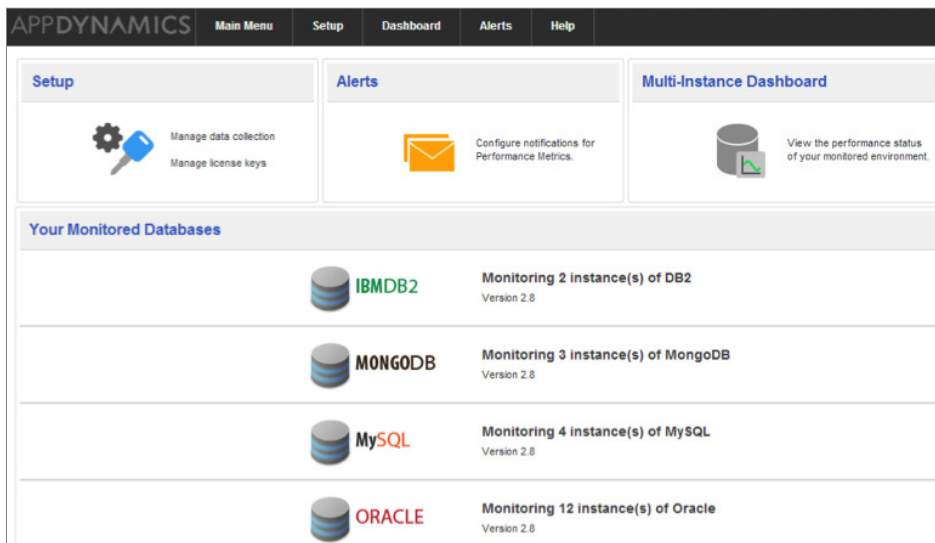 APPDYNAMICS Main Menu Setup Dashboard Alerts Help
Setup
Manage data collection
Manage license keys
Alerts
Configure notifications for
Performance Metrics.
Multi-Instance Dashboard
View the performance status
of your monitored environment.
Your Monitored Databases
IBMDB2
Monitoring 2 instance(s) of DB2
Version 2.8
MONGODB
Monitoring 3 instance(s) of MongoDB
Version 2.8
MySQL
Monitoring 4 instance(s) of MySQL
Version 2.8
ORACLE
Monitoring 12 instance(s) of Oracle
Version 2.8